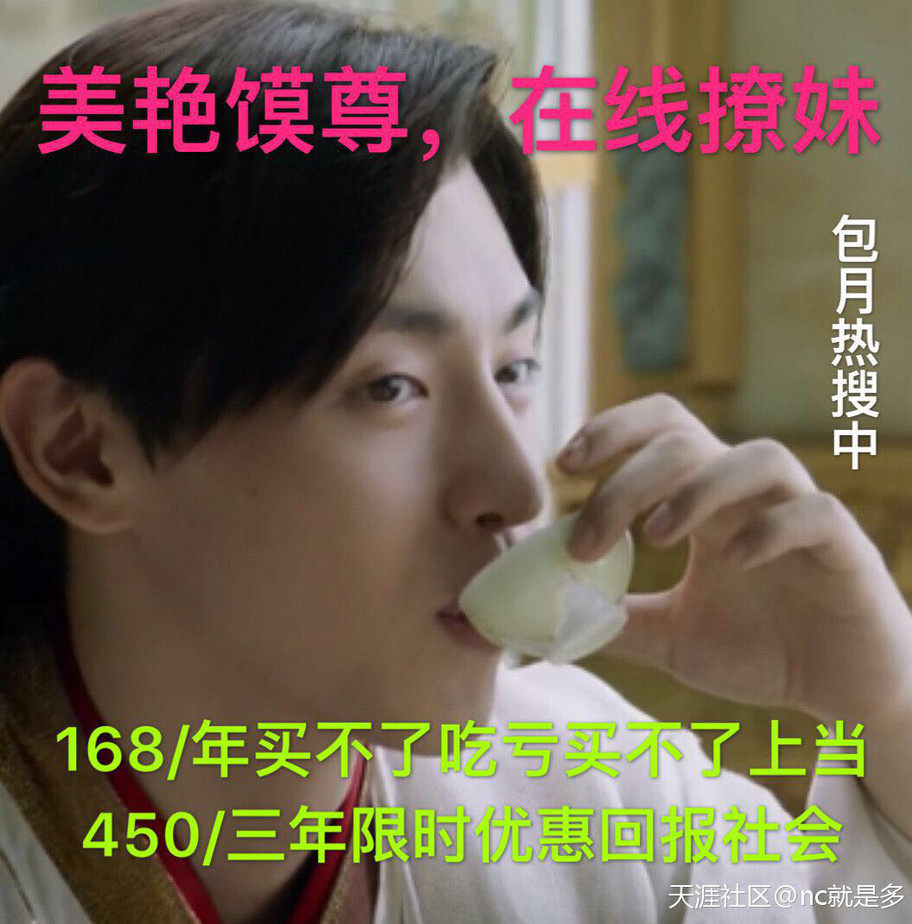 美艳馍尊，在线撩妹
包月热搜中
168/年买不了吃亏买不了上当
450/三年限时优惠回报社会
天涯社区@nc就是多